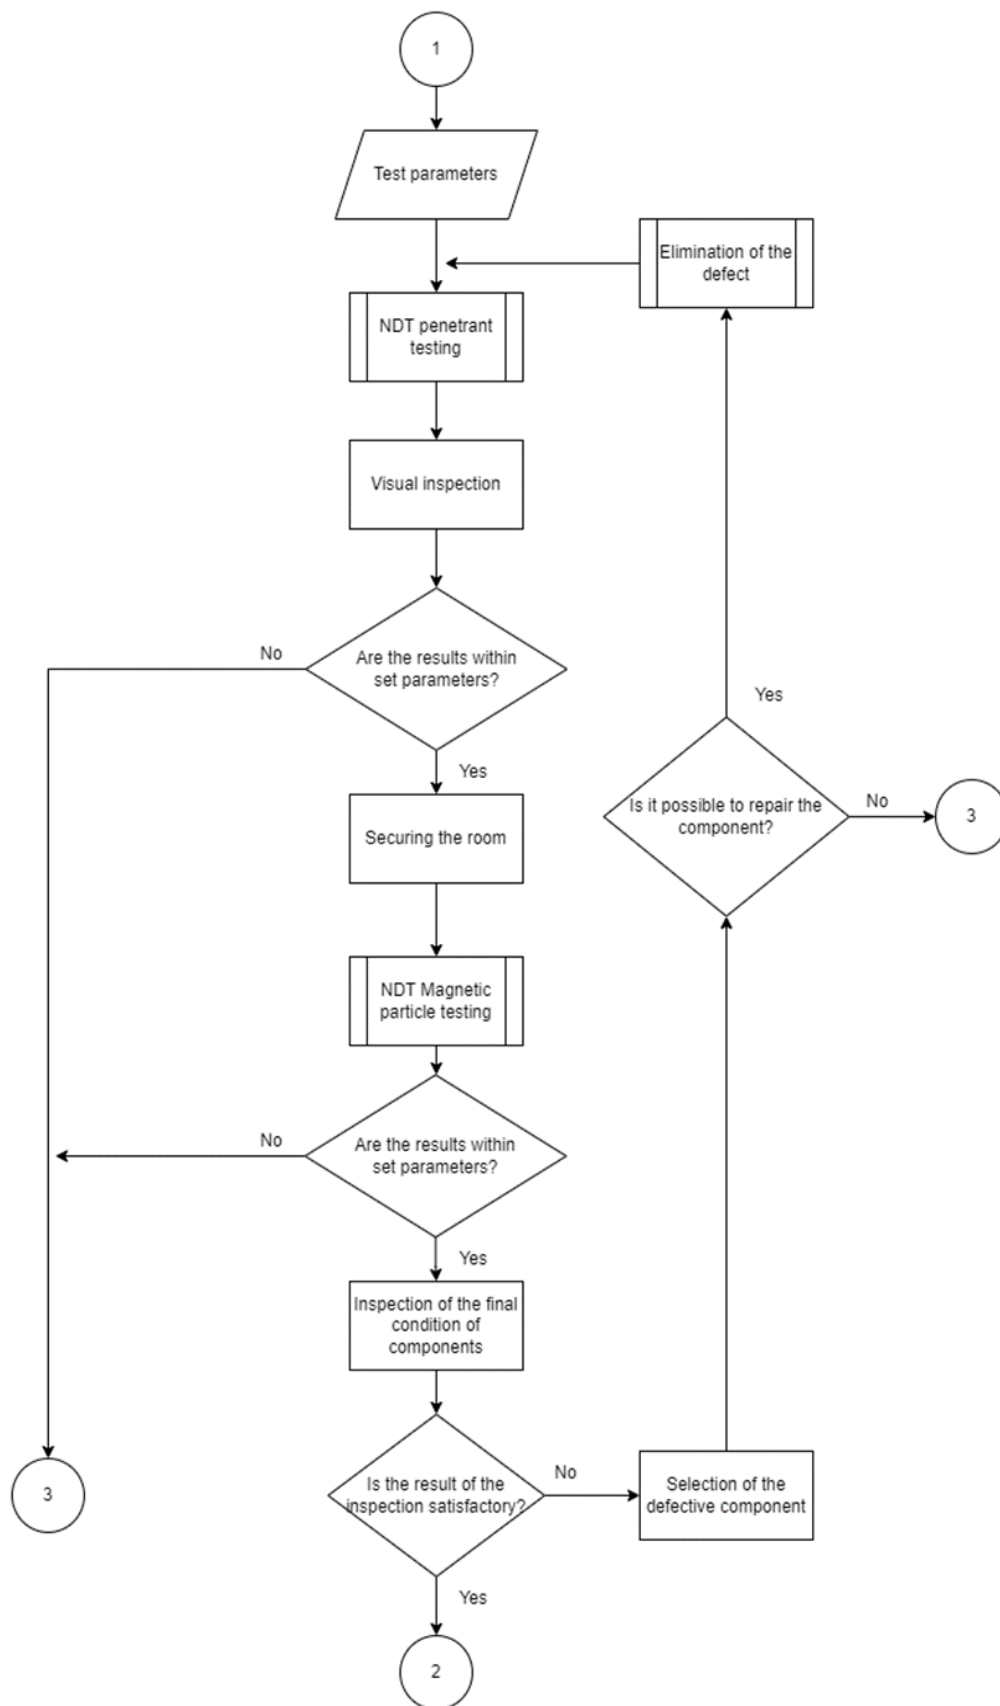 1
Test parameters
Elimination of the
defect
NDT penetrant
testing
Visual inspection
Are the results within
set parameters?
No
Yes
Securing the room
Yes
Is it possible to repair the
component?
No
3
NDT Magnetic
particle testing
Are the results within
set parameters?
No
Yes
Inspection of the final
condition of
components
Is the result of the
inspection satisfactory?
No
Selection of the
defective component
3
Yes
2